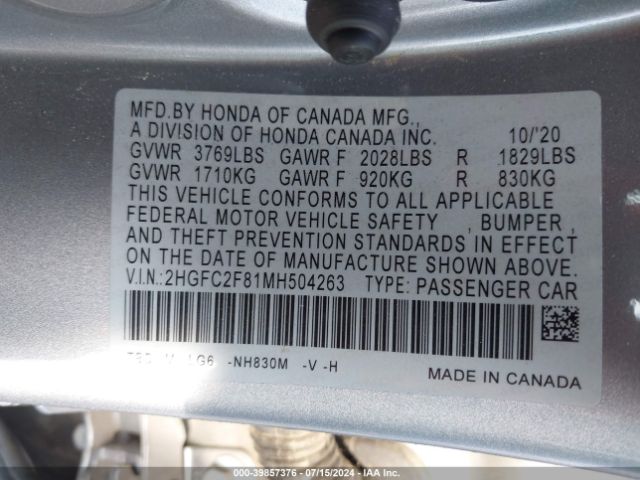 MFD.BY HONDA OF CANADA MFG.,
A DIVISION OF HONDA CANADA INC. 10/'20
GVWR 3769LBS GAWR F 2028LBS R 1829LBS
GVWR 1710KG GAWR F 920KG R 830KG
THIS VEHICLE CONFORMS TO ALL APPLICABLE
FEDERAL MOTOR VEHICLE SAFETY , BUMPER ,
AND THEFT PREVENTION STANDARDS IN EFFECT
ON THE DATE OF MANUFACTURE SHOWN ABOVE.
V.I.N.:2HGFC2F81MH504263 TYPE: PASSENGER CAR
-NH830M -V -H
MADE IN CANADA
000-39857376 | 07/15/2024 | IAA Inc.